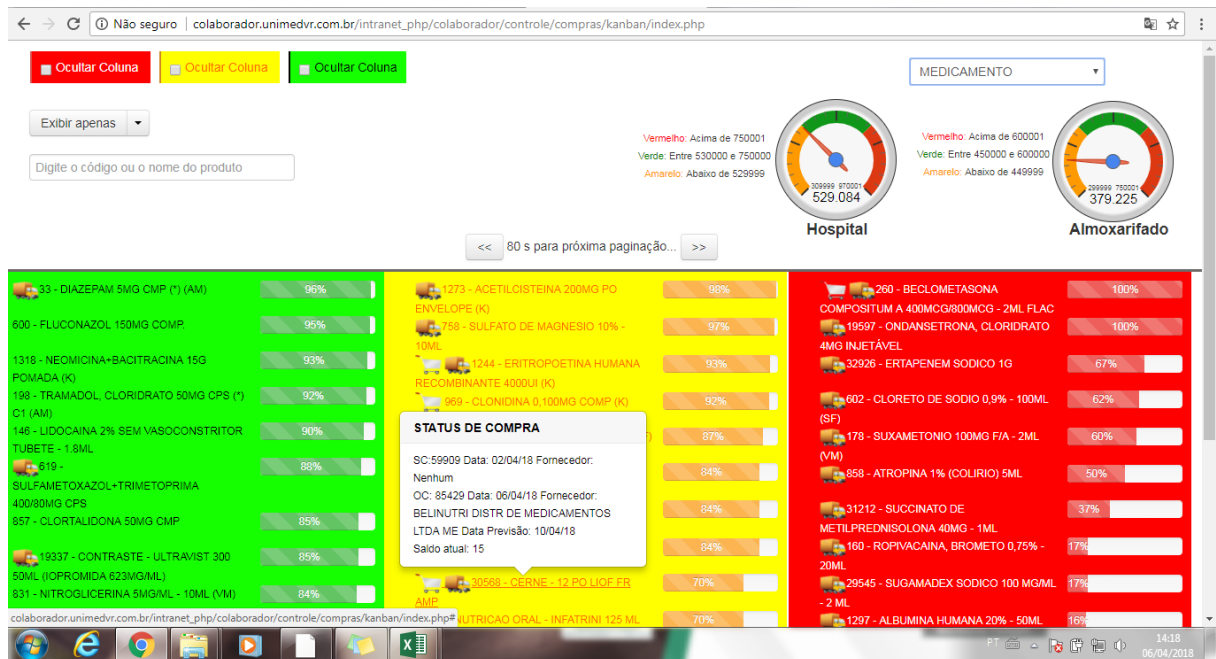 Não seguro | colaborador.unimedvr.com.br/intranet_php/colaborador/controle/compras/kanban/index.php
Ocultar Coluna
Ocultar Coluna
Ocultar Coluna
MEDICAMENTO
Exibir apenas
Digite o código ou o nome do produto
Vermelho: Acima de 750001
Verde: Entre 530000 e 750000
Amarelo: Abaixo de 529999
309999 970001
529.084
Hospital
Vermelho: Acima de 600001
Verde: Entre 450000 e 600000
Amarelo: Abaixo de 449999
299999 750001
379.225
Almoxarifado
<< 80 s para próxima paginação... >>
33 - DIAZEPAM 5MG CMP (*) (AM) 96%
600 - FLUCONAZOL 150MG COMP. 95%
1318 - NEOMICINA+BACITRACINA 15G 93%
POMADA (K)
198 - TRAMADOL, CLORIDRATO 50MG CPS (*) 92%
C1 (AM)
146 - LIDOCAINA 2% SEM VASOCONSTRITOR 90%
TUBETE - 1.8ML
619 - 88%
SULFAMETOXAZOL+TRIMETOPRIMA
400/80MG CPS
857 - CLORTALIDONA 50MG CMP 85%
19337 - CONTRASTE - ULTRAVIST 300 85%
50ML (IOPROMIDA 623MG/ML)
831 - NITROGLICERINA 5MG/ML - 10ML (VM) 84%
1273 - ACETILCISTEINA 200MG PO 98%
ENVELOPE (K)
758 - SULFATO DE MAGNESIO 10% - 97%
10ML
1244 - ERITROPOETINA HUMANA 93%
RECOMBINANTE 4000UI (K)
969 - CLONIDINA 0,100MG COMP (K) 92%
87%
84%
84%
84%
STATUS DE COMPRA
SC:59909 Data: 02/04/18 Fornecedor:
Nenhum
OC: 85429 Data: 06/04/18 Fornecedor:
BELINUTRI DISTR DE MEDICAMENTOS
LTDA ME Data Previsão: 10/04/18
Saldo atual: 15
30568 - CERNE - 12 PO LIOF FR 70%
AMP
NUTRICAO ORAL - INFATRINI 125 ML 70%
260 - BECLOMETASONA 100%
COMPOSITUM A 400MCG/800MCG - 2ML FLAC
19597 - ONDANSETRONA, CLORIDRATO 100%
4MG INJETÁVEL
32926 - ERTAPENEM SODICO 1G 67%
602 - CLORETO DE SODIO 0,9% - 100ML 62%
(SF)
178 - SUXAMETONIO 100MG F/A - 2ML 60%
(VM)
858 - ATROPINA 1% (COLIRIO) 5ML 50%
31212 - SUCCINATO DE 37%
METILPREDNISOLONA 40MG - 1ML
160 - ROPIVACAINA, BROMETO 0,75% - 17%
20ML
29545 - SUGAMADEX SODICO 100 MG/ML 17%
- 2 ML
1297 - ALBUMINA HUMANA 20% - 50ML 16%
colaborador.unimedvr.com.br/intranet_php/colaborador/controle/compras/kanban/index.php#
PT
14:18
06/04/2018